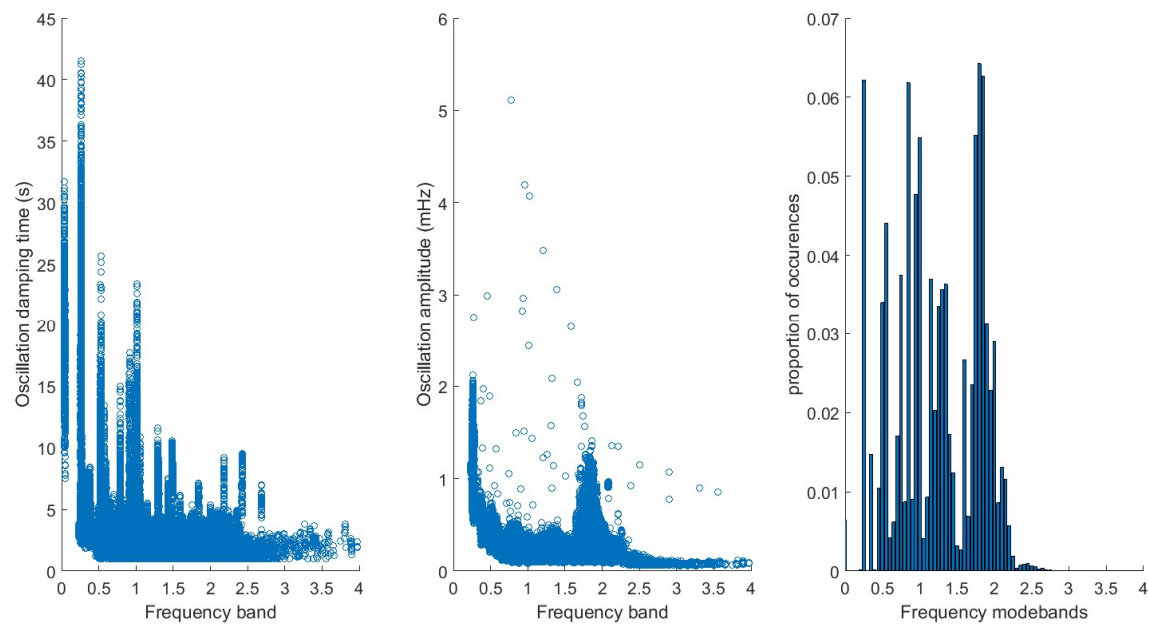 45
40
35
30
25
20
15
10
5
0
Oscillation damping time (s)
0 0.5 1 1.5 2 2.5 3 3.5 4
Frequency band
6
5
4
3
2
1
0
Oscillation amplitude (mHz)
0 0.5 1 1.5 2 2.5 3 3.5 4
Frequency band
0.07
0.06
0.05
0.04
0.03
0.02
0.01
0
proportion of occurences
0 0.5 1 1.5 2 2.5 3 3.5 4
Frequency modebands